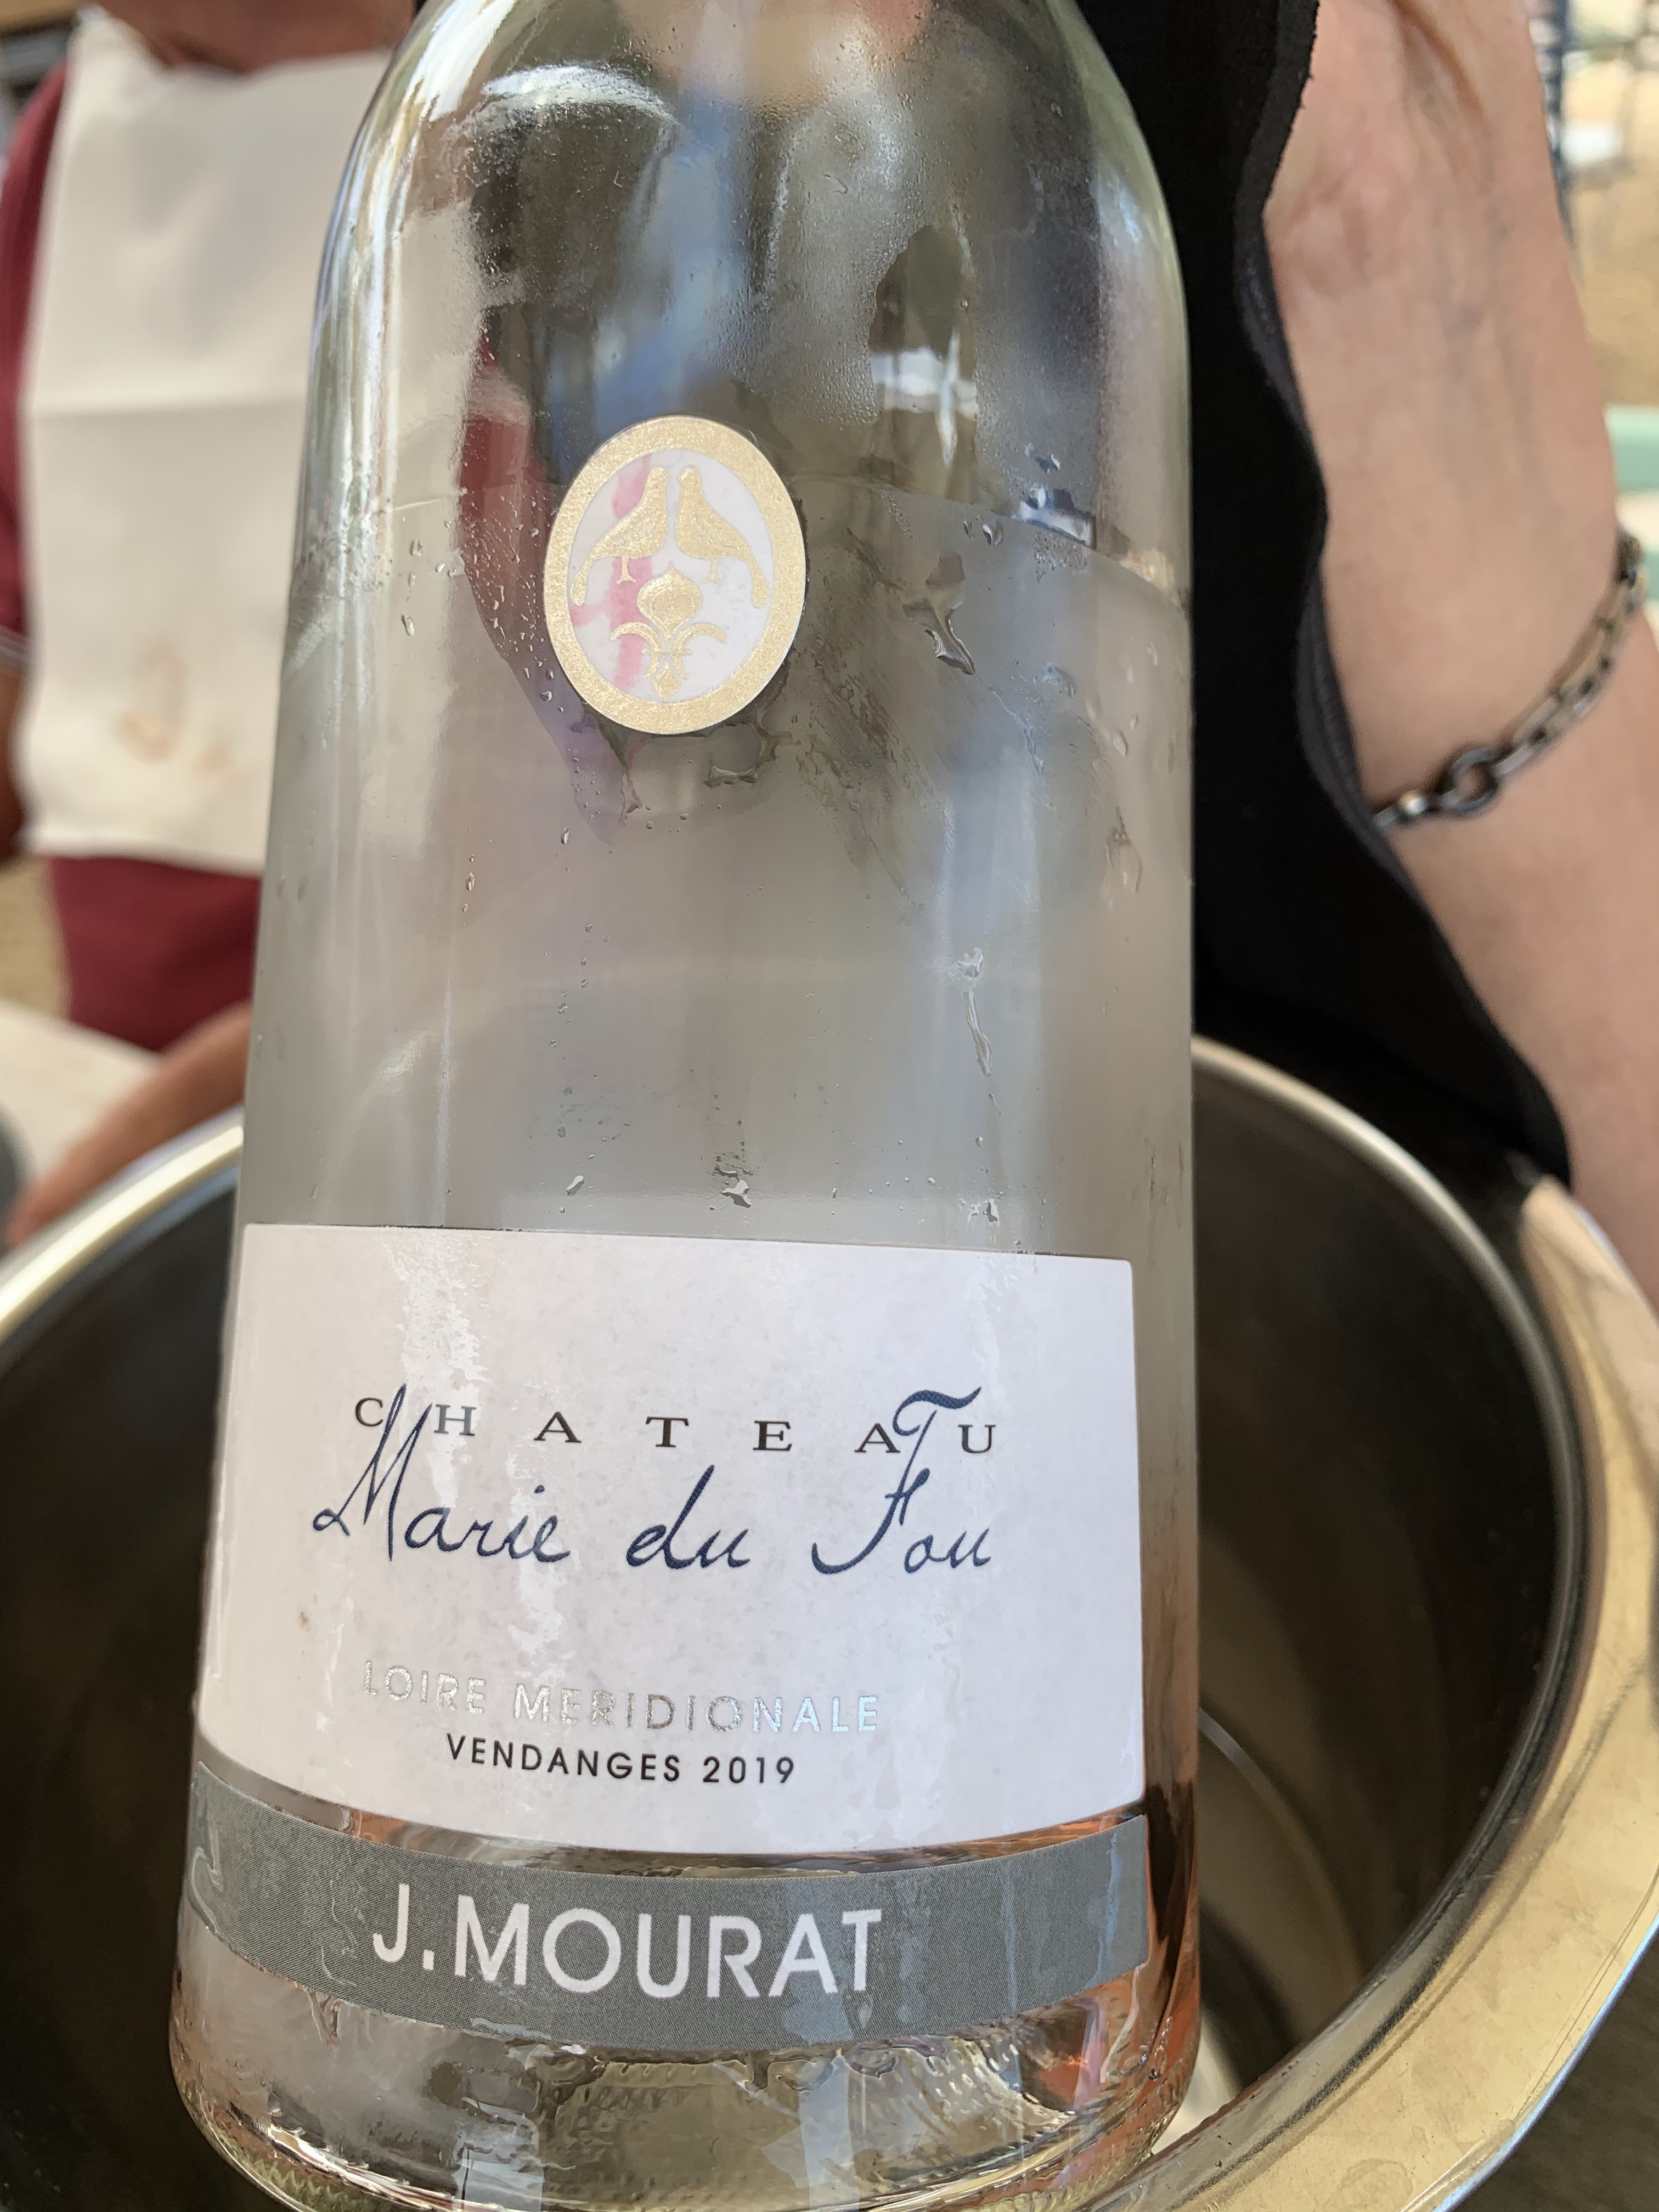 CHATEAU
Marie du Fou
LOIRE MERIDIONALE
VENDANGES 2019
J.MOURAT